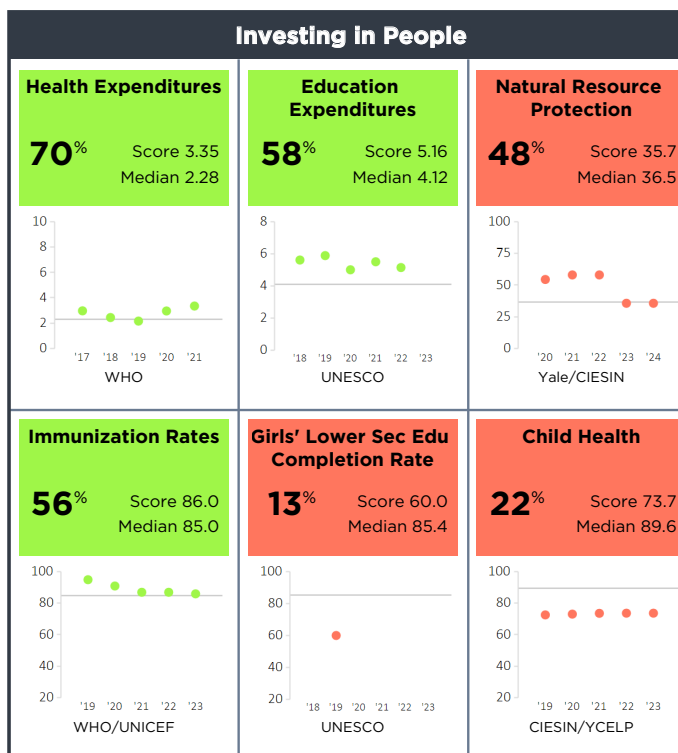 Investing in People
Health Expenditures
70%
Score 3.35
Median 2.28
10
8
6
4
2
0
'17 '18 '19 '20 '21
WHO
Education
Expenditures
58%
Score 5.16
Median 4.12
8
6
4
2
0
'18 '19 '20 '21 '22 '23
UNESCO
Natural Resource
Protection
48%
Score 35.7
Median 36.5
100
75
50
25
0
'20 '21 '22 '23 '24
Yale/CIESIN
Immunization Rates
56%
Score 86.0
Median 85.0
100
80
60
40
20
'19 '20 '21 '22 '23
WHO/UNICEF
Girls' Lower Sec Edu
Completion Rate
13%
Score 60.0
Median 85.4
100
80
60
40
20
'18 '19 '20 '21 '22 '23
UNESCO
Child Health
22%
Score 73.7
Median 89.6
100
80
60
40
20
'19 '20 '21 '22 '23
CIESIN/YCELP